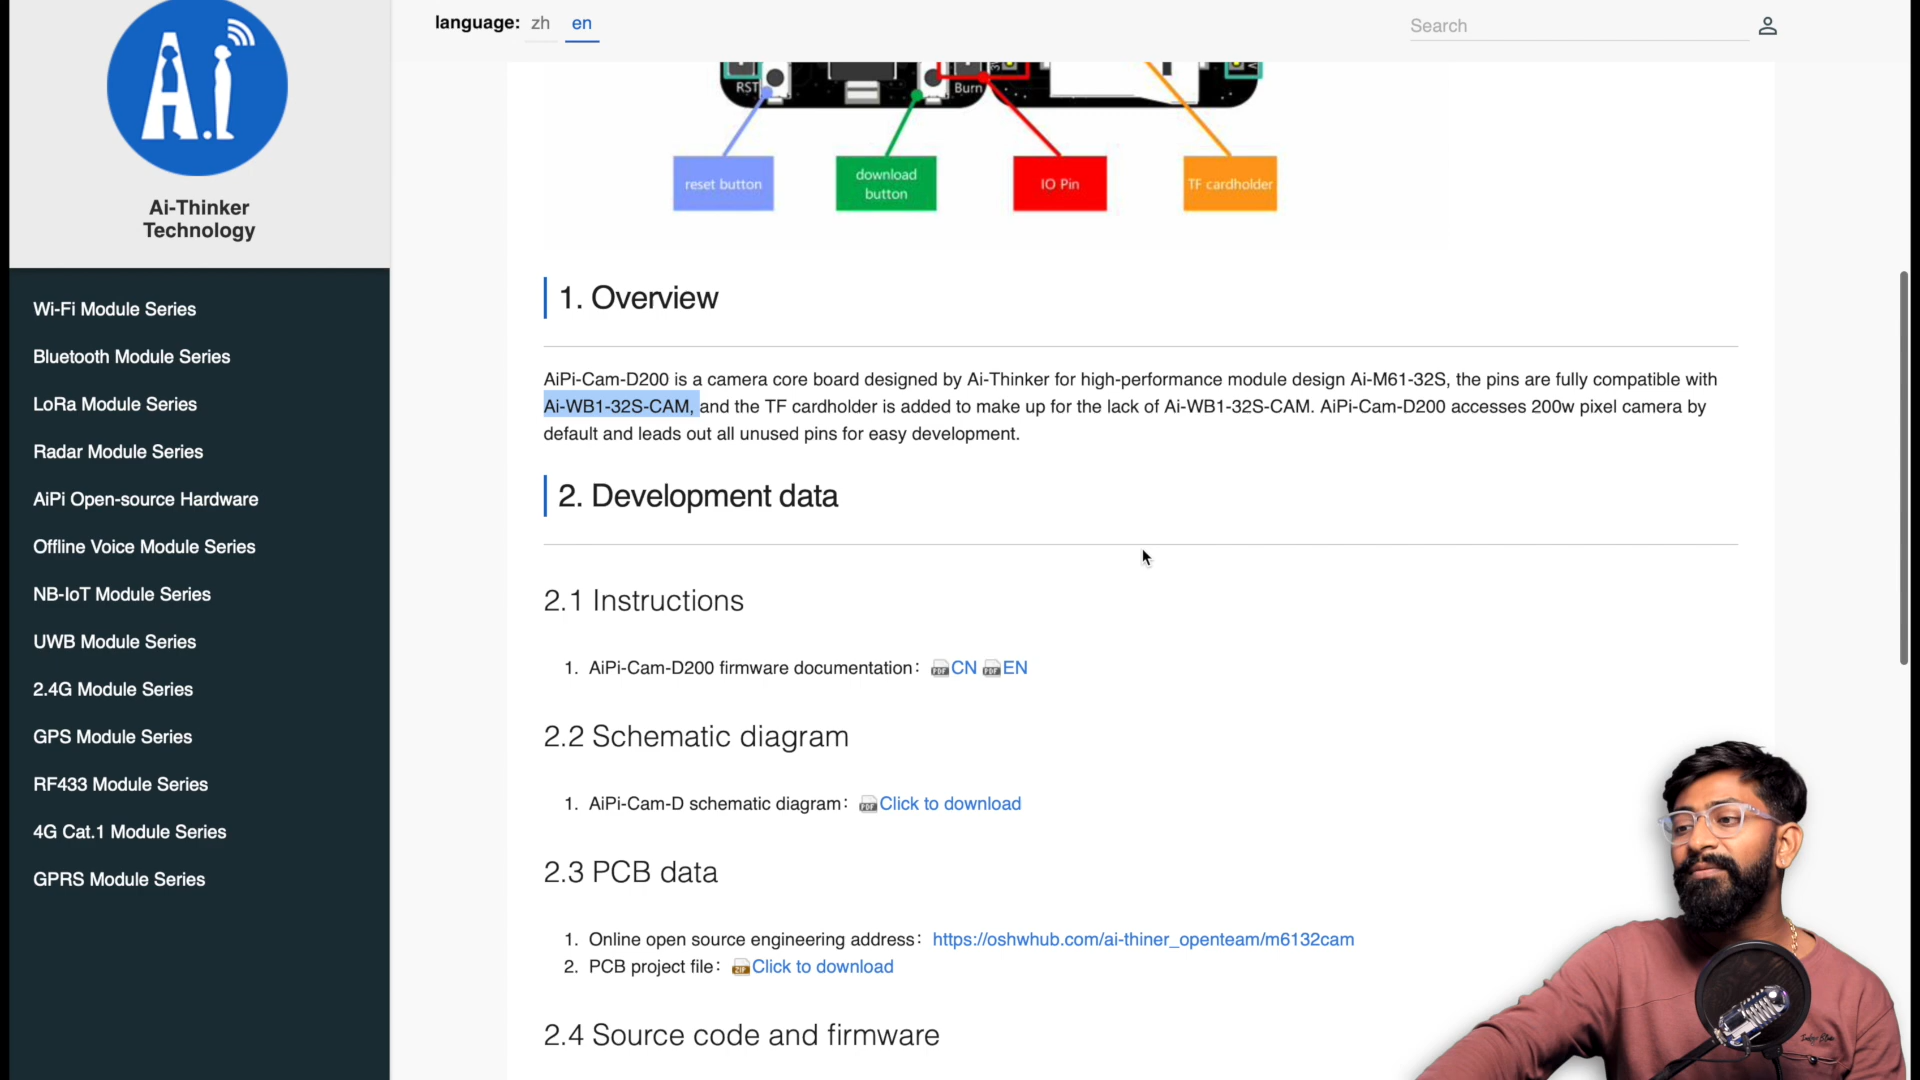 language: zh en
Search
Ai
Ai-Thinker
Technology
Wi-Fi Module Series
Bluetooth Module Series
LoRa Module Series
Radar Module Series
AiPi Open-source Hardware
Offline Voice Module Series
NB-IoT Module Series
UWB Module Series
2.4G Module Series
GPS Module Series
RF433 Module Series
4G Cat.1 Module Series
GPRS Module Series
RST
Burn
reset button
download
button
IO Pin
TF cardholder
1. Overview
AiPi-Cam-D200 is a camera core board designed by Ai-Thinker for high-performance module design Ai-M61-32S, the pins are fully compatible with
Ai-WB1-32S-CAM, and the TF cardholder is added to make up for the lack of Ai-WB1-32S-CAM. AiPi-Cam-D200 accesses 200w pixel camera by
default and leads out all unused pins for easy development.
2. Development data
2.1 Instructions
1. AiPi-Cam-D200 firmware documentation： PDF CN PDF EN
2.2 Schematic diagram
1. AiPi-Cam-D schematic diagram： PDF Click to download
2.3 PCB data
1. Online open source engineering address： https://oshwhub.com/ai-thiner_openteam/m6132cam
2. PCB project file： ZIP Click to download
2.4 Source code and firmware